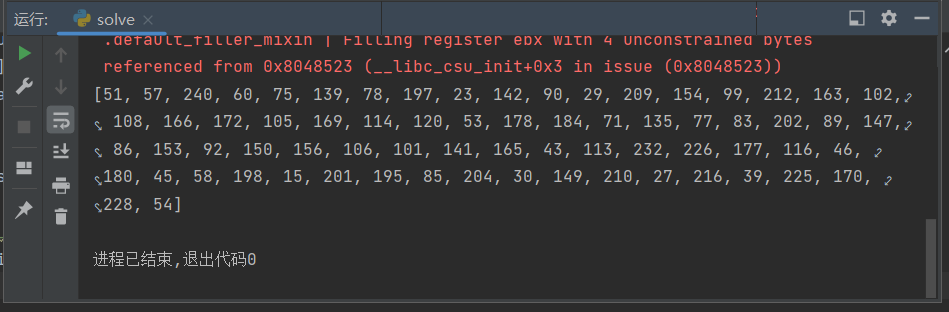 运行: solve ×
.default_filler_mixin | Filling register ebx with 4 unconstrained bytes
referenced from 0x8048523 (__libc_csu_init+0x3 in issue (0x8048523))
[51, 57, 240, 60, 75, 139, 78, 197, 23, 142, 90, 29, 209, 154, 99, 212, 163, 102,
108, 166, 172, 105, 169, 114, 120, 53, 178, 184, 71, 135, 77, 83, 202, 89, 147,
86, 153, 92, 150, 156, 106, 101, 141, 165, 43, 113, 232, 226, 177, 116, 46,
180, 45, 58, 198, 15, 201, 195, 85, 204, 30, 149, 210, 27, 216, 39, 225, 170,
228, 54]
进程已结束,退出代码0